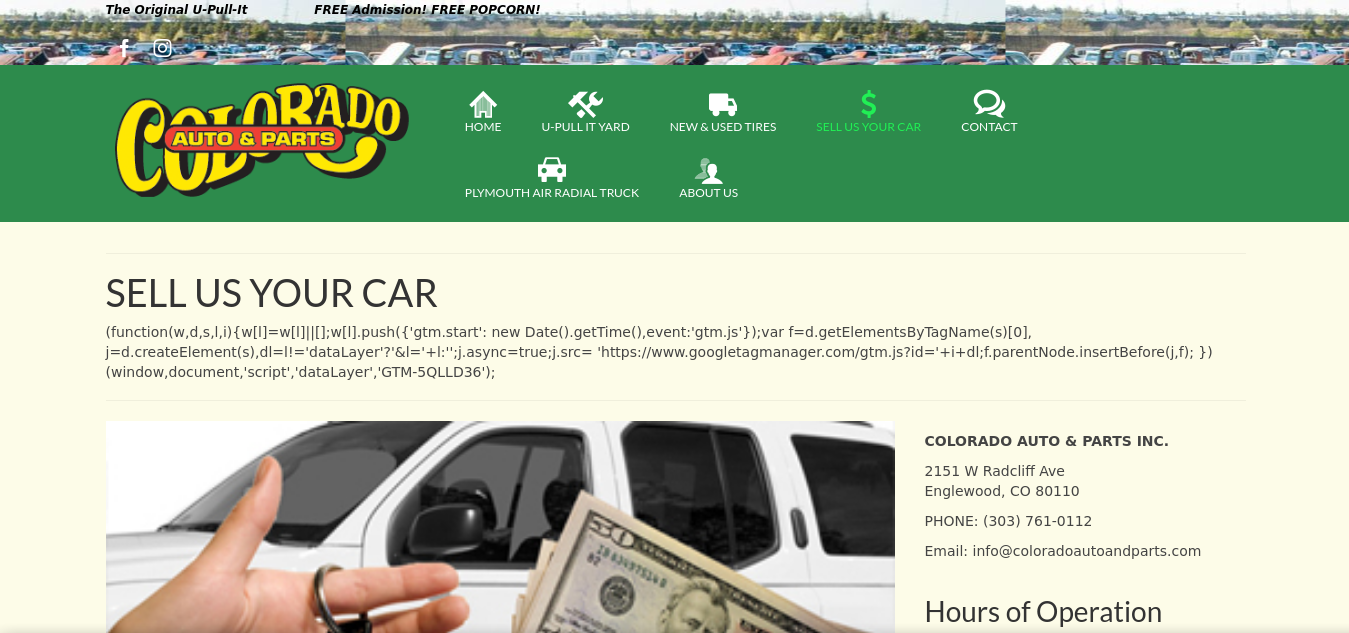 The Original U-Pull-It FREE Admission! FREE POPCORN!
COLORADO
AUTO & PARTS
HOME U-PULL IT YARD NEW & USED TIRES SELL US YOUR CAR CONTACT
PLYMOUTH AIR RADIAL TRUCK ABOUT US
SELL US YOUR CAR
(function(w,d,s,l,i){w[l]=w[l]||[];w[l].push({'gtm.start': new Date().getTime(),event:'gtm.js'});var f=d.getElementsByTagName(s)[0],
j=d.createElement(s),dl=l!='dataLayer'?'&l='+l:'';j.async=true;j.src= 'https://www.googletagmanager.com/gtm.js?id='+i+dl;f.parentNode.insertBefore(j,f); })
(window,document,'script','dataLayer','GTM-5QLLD36');
COLORADO AUTO & PARTS INC.
2151 W Radcliff Ave
Englewood, CO 80110
PHONE: (303) 761-0112
Email: info@coloradoautoandparts.com
50
Hours of Operation